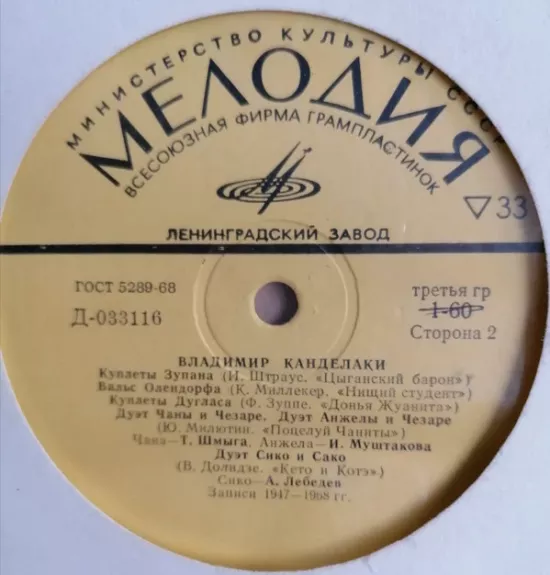 МИНИСТЕРСТВО КУЛЬТУРЫ СССР
МЕЛОДИЯ
ВСЕСОЮЗНАЯ ФИРМА ГРАМПЛАСТИНОК
33
ЛЕНИНГРАДСКИЙ ЗАВОД
ГОСТ 5289-68
третья гр
1-60
Д-033116
Сторона 2
ВЛАДИМИР КАНДЕЛАКИ
Куплеты Зупана (И. Штраус. «Цыганский барон»)
Вальс Олендорфа (К. Миллекер. «Нищий студент»)
Куплеты Дугласа (Ф. Зуппе. «Донья Жуанита»)
Дуэт Чаны и Чезаре. Дуэт Анжелы и Чезаре
(Ю. Милютин. «Поцелуй Чаниты»)
Чана—Т. Шмыга. Анжела—И. Муштакова
Дуэт Сико и Сако
(В. Долидзе. «Кето и Котэ»)
Сико—А. Лебедев
Записи 1947—1958 гг.